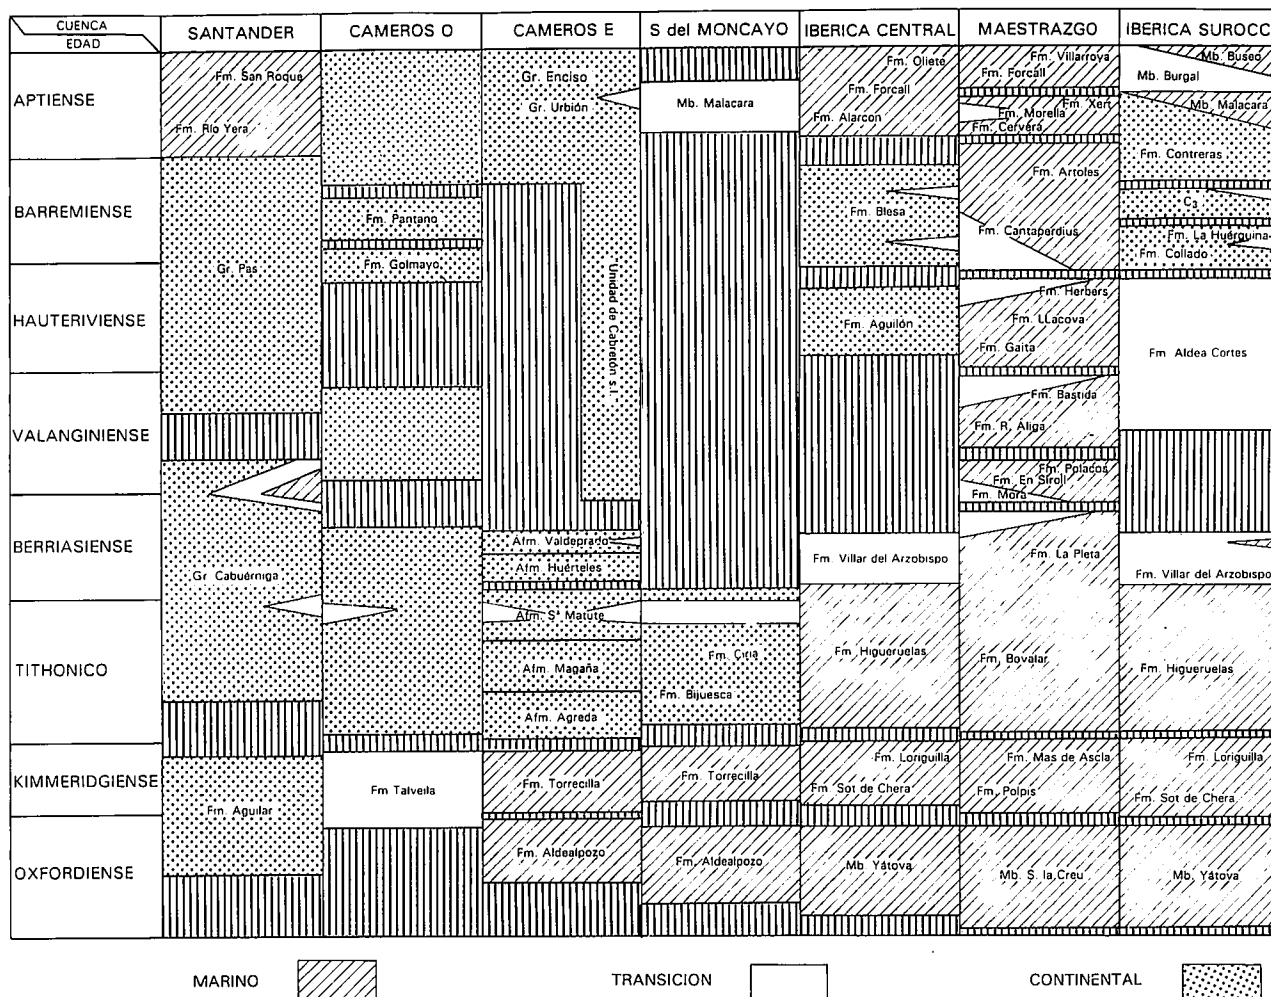 CUENCA
EDAD
SANTANDER
CAMEROS O
CAMEROS E
S del MONCAYO
IBERICA CENTRAL
MAESTRAZGO
IBERICA SUROCC
APTIENSE
BARREMIENSE
HAUTERIVIENSE
VALANGINIENSE
BERRIASIENSE
TITHONICO
KIMMERIDGIENSE
OXFORDIENSE
Fm. San Roque
Fm. Río Yera
Gr. Pas
Gr. Cabuérniga
Fm. Aguilar
Fm. Pantano
Fm. Golmayo
Fm Talveila
Gr. Enciso
Gr. Urbión
"Unidad de Cabretón s.l.
Afm. Valdeprado
Afm. Huérteles
Afm. Sª Matute
Afm. Magaña
Afm. Agreda
Fm. Torrecilla
Fm. Aldealpozo
Mb. Malacara
Fm. Ciria
Fm. Bijuesca
Fm. Torrecilla
Fm. Aldealpozo
Fm. Oliete
Fm. Forcall
Fm. Alarcon
Fm. Blesa
Fm. Aguilón
Fm. Villar del Arzobispo
Fm. Higueruelas
Fm. Loriguilla
Fm. Sot de Chera
Mb. Yátova
Fm. Villarroya
Fm. Forcall
Fm. Xert
Fm. Morella
Fm. Cervera
Fm. Artoles
Fm. Cantaperdius
Fm. Herbers
Fm. LLacova
Fm. Gaita
Fm. Bastida
Fm. R. Aliga
Fm. Polacos
Fm. En Siroll
Fm. Mora
Fm. La Pleta
Fm. Bovalar
Fm. Mas de Ascla
Fm. Polpis
Mb. S. la Creu
Mb. Buseo
Mb. Burgal
Mb. Malacara
Fm. Contreras
C3
Fm. La Huérguina
Fm. Collado
Fm. Aldea Cortes
Fm. Villar del Arzobispo
Fm. Higueruelas
Fm. Loriguilla
Fm. Sot de Chera
Mb. Yátova
MARINO
TRANSICION
CONTINENTAL